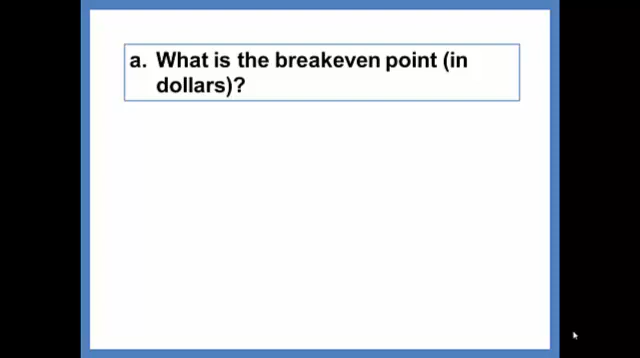 a. What is the breakeven point (in
dollars)?